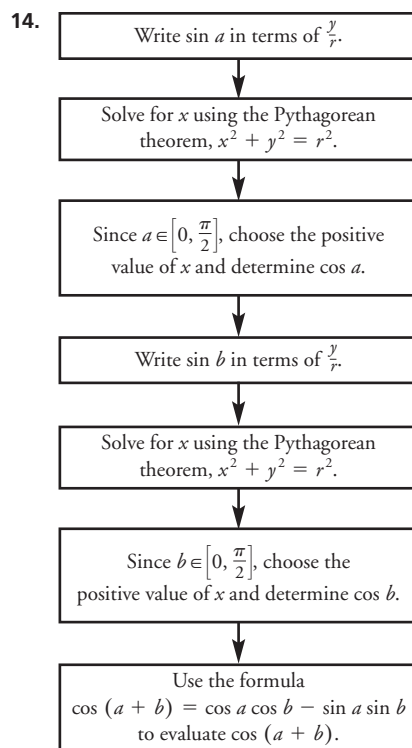 14.
Write sin a in terms of y/r.
Solve for x using the Pythagorean
theorem, x² + y² = r².
Since a ∈ [0, π/2], choose the positive
value of x and determine cos a.
Write sin b in terms of y/r.
Solve for x using the Pythagorean
theorem, x² + y² = r².
Since b ∈ [0, π/2], choose the
positive value of x and determine cos b.
Use the formula
cos (a + b) = cos a cos b − sin a sin b
to evaluate cos (a + b).